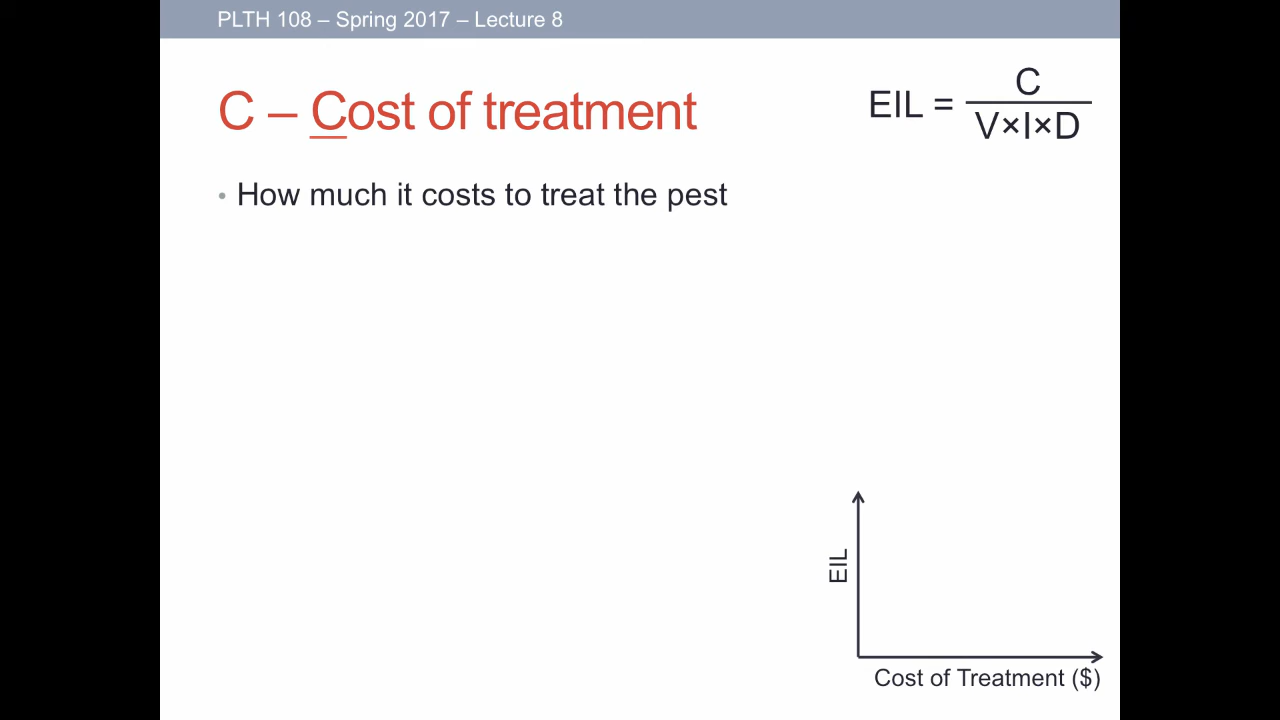 PLTH 108 – Spring 2017 – Lecture 8
C – Cost of treatment
EIL = C
V×I×D
• How much it costs to treat the pest
EIL
Cost of Treatment ($)